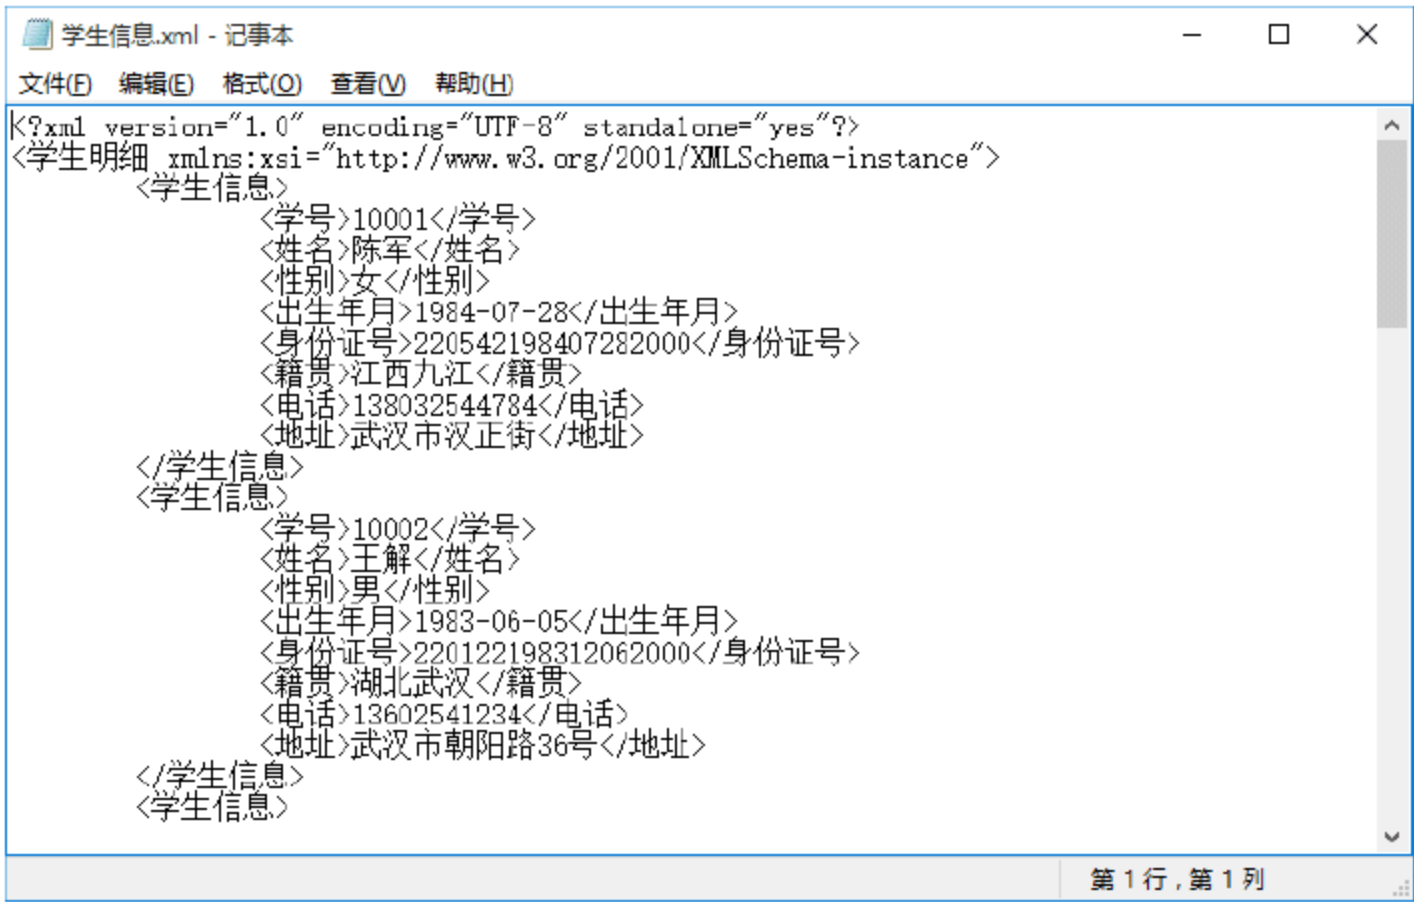 学生信息.xml - 记事本
文件(F) 编辑(E) 格式(O) 查看(V) 帮助(H)
<?xml version="1.0" encoding="UTF-8" standalone="yes"?>
<学生明细 xmlns:xsi="http://www.w3.org/2001/XMLSchema-instance">
<学生信息>
<学号>10001</学号>
<姓名>陈军</姓名>
<性别>女</性别>
<出生年月>1984-07-28</出生年月>
<身份证号>220542198407282000</身份证号>
<籍贯>江西九江</籍贯>
<电话>138032544784</电话>
<地址>武汉市汉正街</地址>
</学生信息>
<学生信息>
<学号>10002</学号>
<姓名>王解</姓名>
<性别>男</性别>
<出生年月>1983-06-05</出生年月>
<身份证号>220122198312062000</身份证号>
<籍贯>湖北武汉</籍贯>
<电话>13602541234</电话>
<地址>武汉市朝阳路36号</地址>
</学生信息>
<学生信息>
第 1 行 , 第 1 列